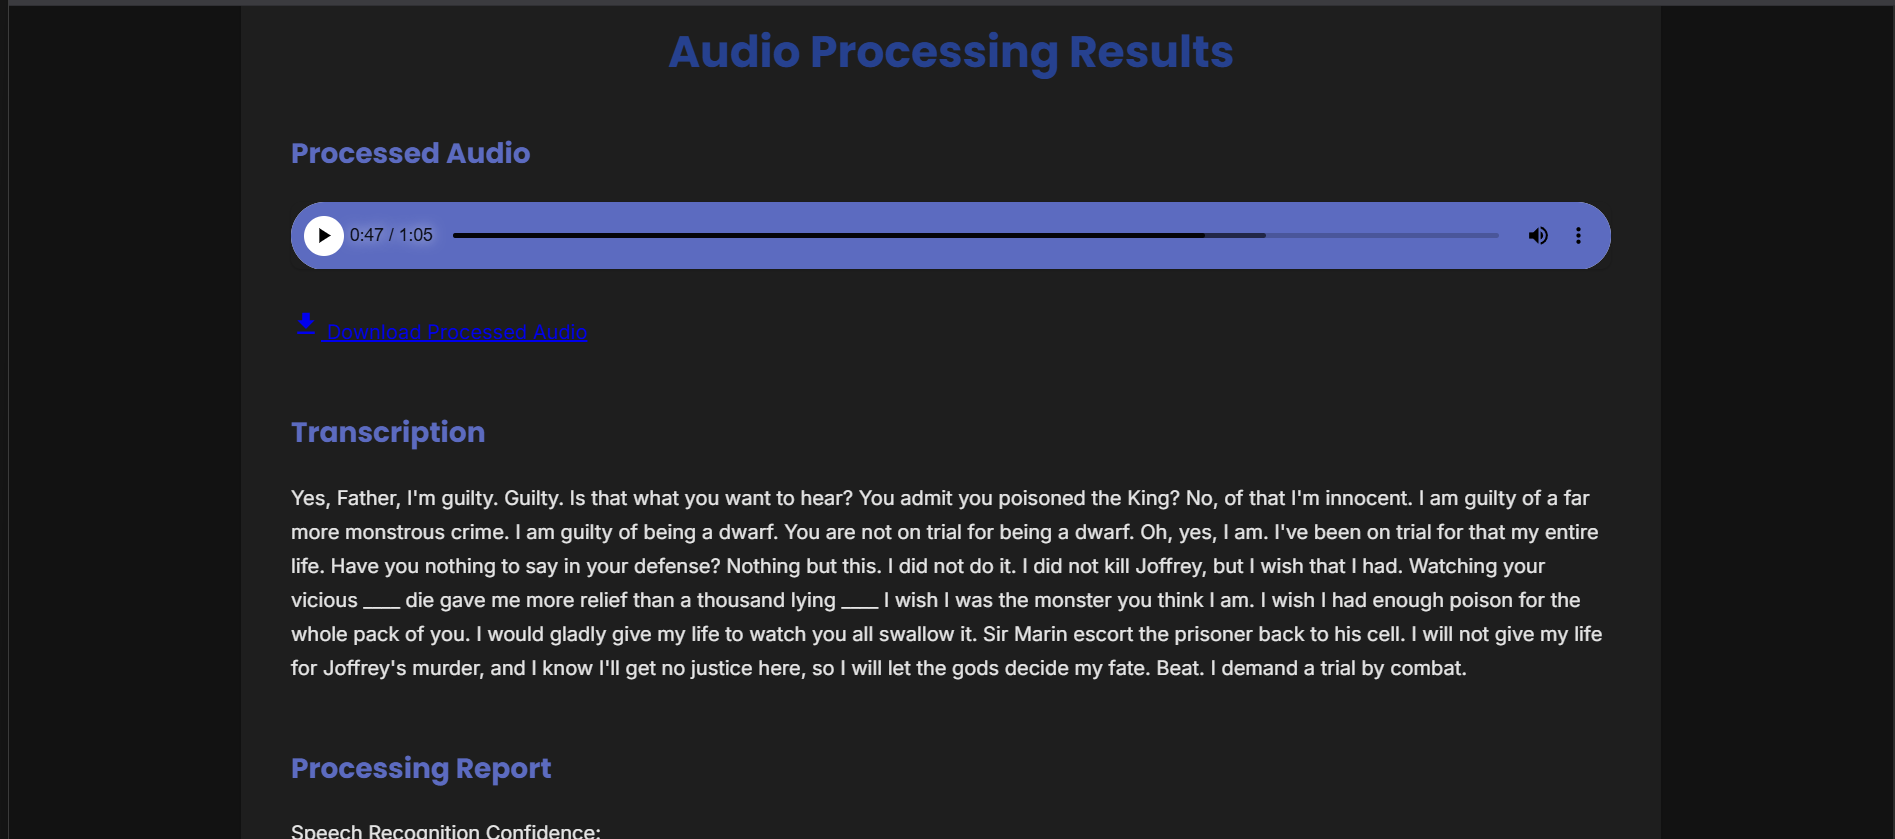 Audio Processing Results
Processed Audio
0:47 / 1:05
Download Processed Audio
Transcription
Yes, Father, I'm guilty. Guilty. Is that what you want to hear? You admit you poisoned the King? No, of that I'm innocent. I am guilty of a far
more monstrous crime. I am guilty of being a dwarf. You are not on trial for being a dwarf. Oh, yes, I am. I've been on trial for that my entire
life. Have you nothing to say in your defense? Nothing but this. I did not do it. I did not kill Joffrey, but I wish that I had. Watching your
vicious ____ die gave me more relief than a thousand lying ____ I wish I was the monster you think I am. I wish I had enough poison for the
whole pack of you. I would gladly give my life to watch you all swallow it. Sir Marin escort the prisoner back to his cell. I will not give my life
for Joffrey's murder, and I know I'll get no justice here, so I will let the gods decide my fate. Beat. I demand a trial by combat.
Processing Report
Speech Recognition Confidence: